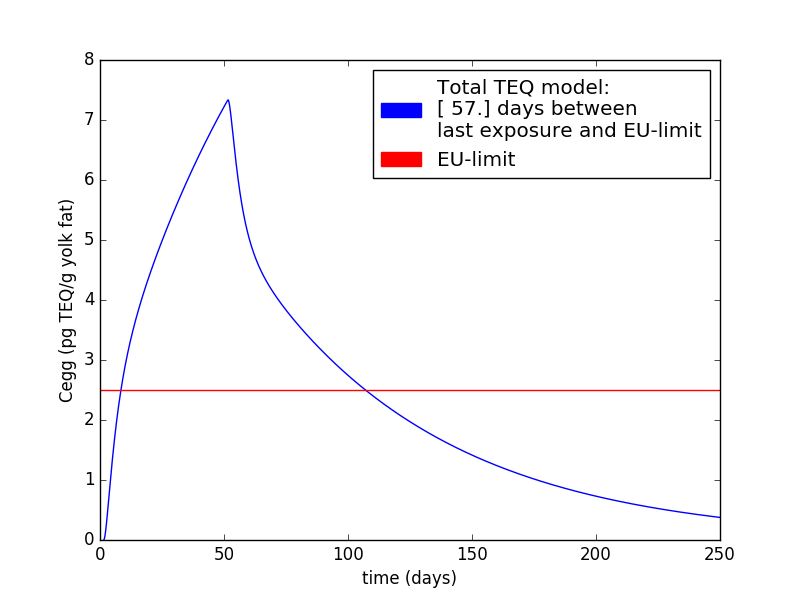 8
7
6
5
4
3
2
1
0
Cegg (pg TEQ/g yolk fat)
Total TEQ model:
[ 57.] days between
last exposure and EU-limit
EU-limit
0 50 100 150 200 250
time (days)